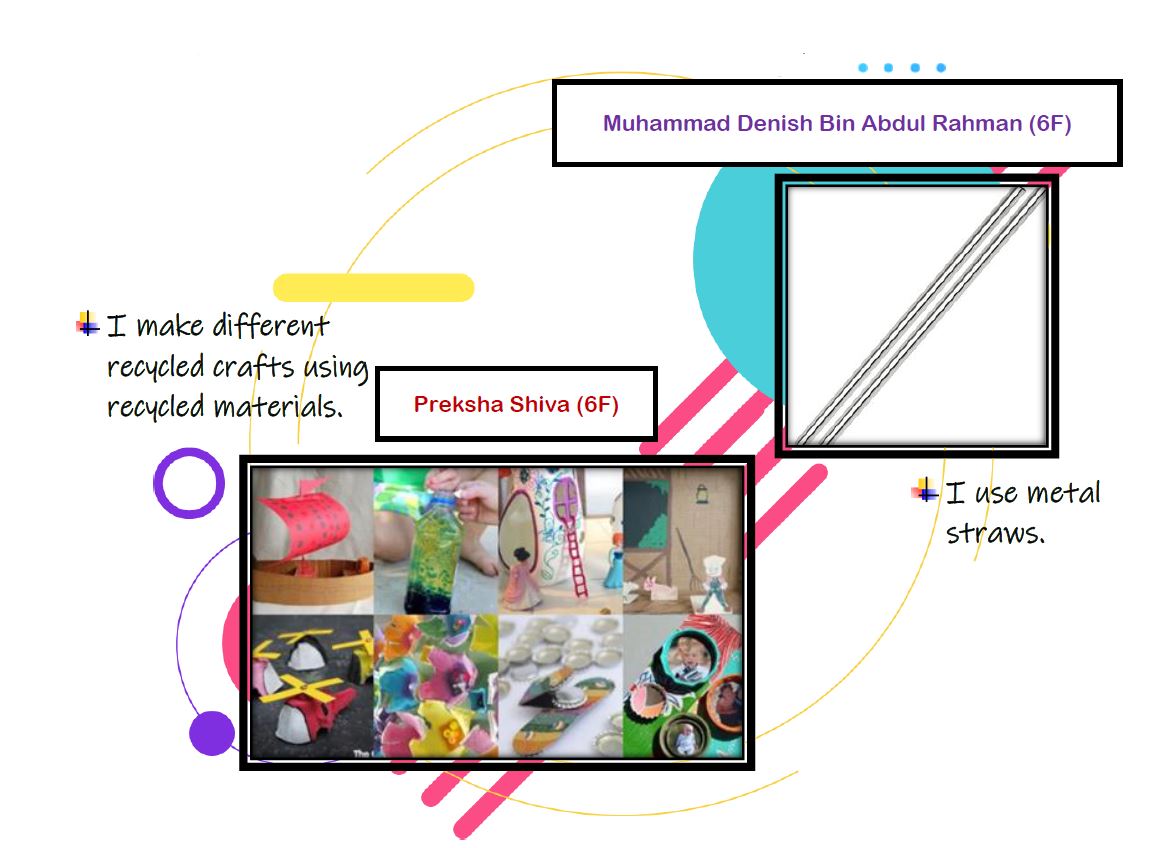 Muhammad Denish Bin Abdul Rahman (6F)
I make different
recycled crafts using
recycled materials.
Preksha Shiva (6F)
I use metal
straws.
The